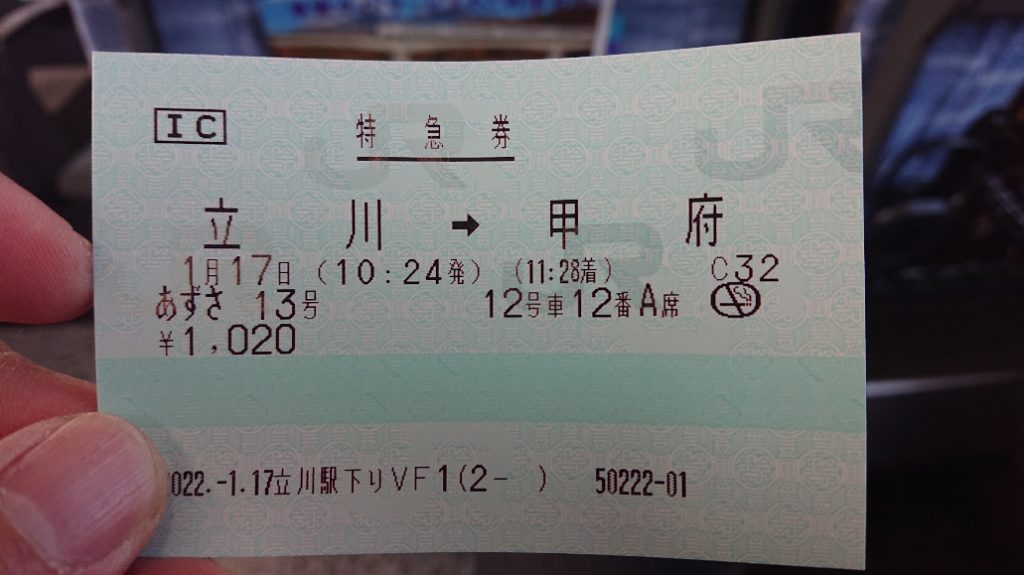 IC
特急券
立川→甲府
1月17日 (10:24発) (11:28着) C32
あずさ 13号 12号車12番A席
¥1,020
022.-1.17立川駅下りVF1(2- ) 50222-01